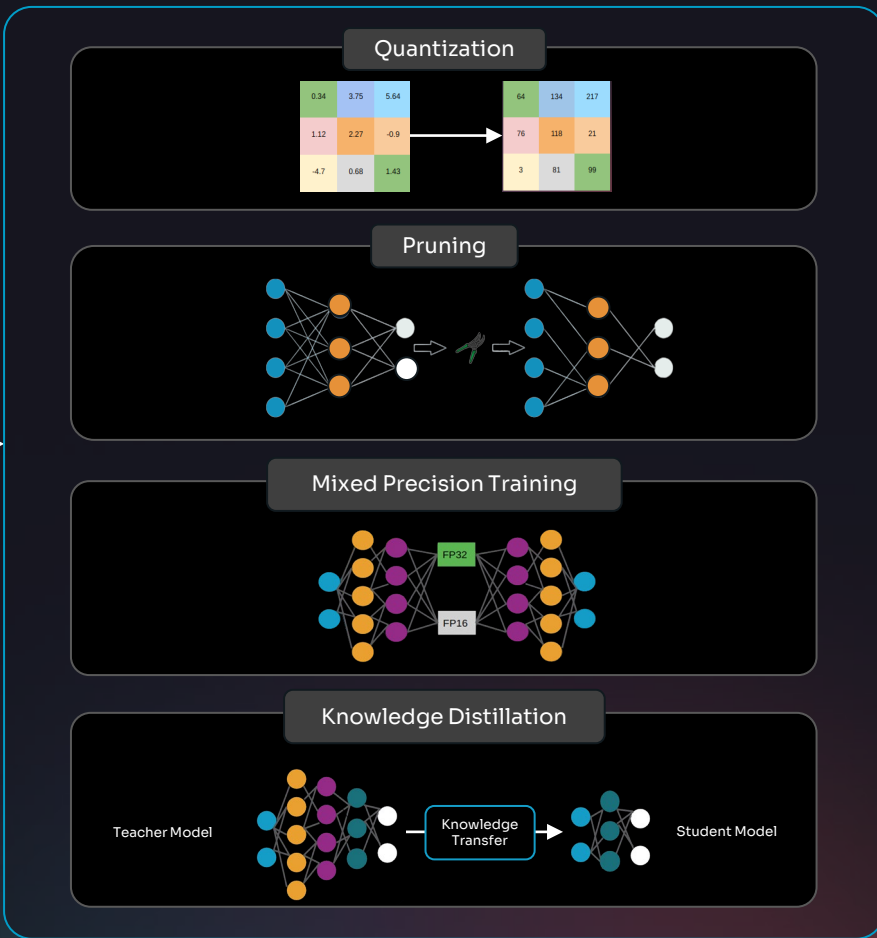 Quantization
0.34 3.75 5.64
64 134 217
1.12 2.27 -0.9
76 118 21
-4.7 0.68 1.43
3 81 99
Pruning
Mixed Precision Training
FP32
FP16
Knowledge Distillation
Teacher Model
Knowledge
Transfer
Student Model